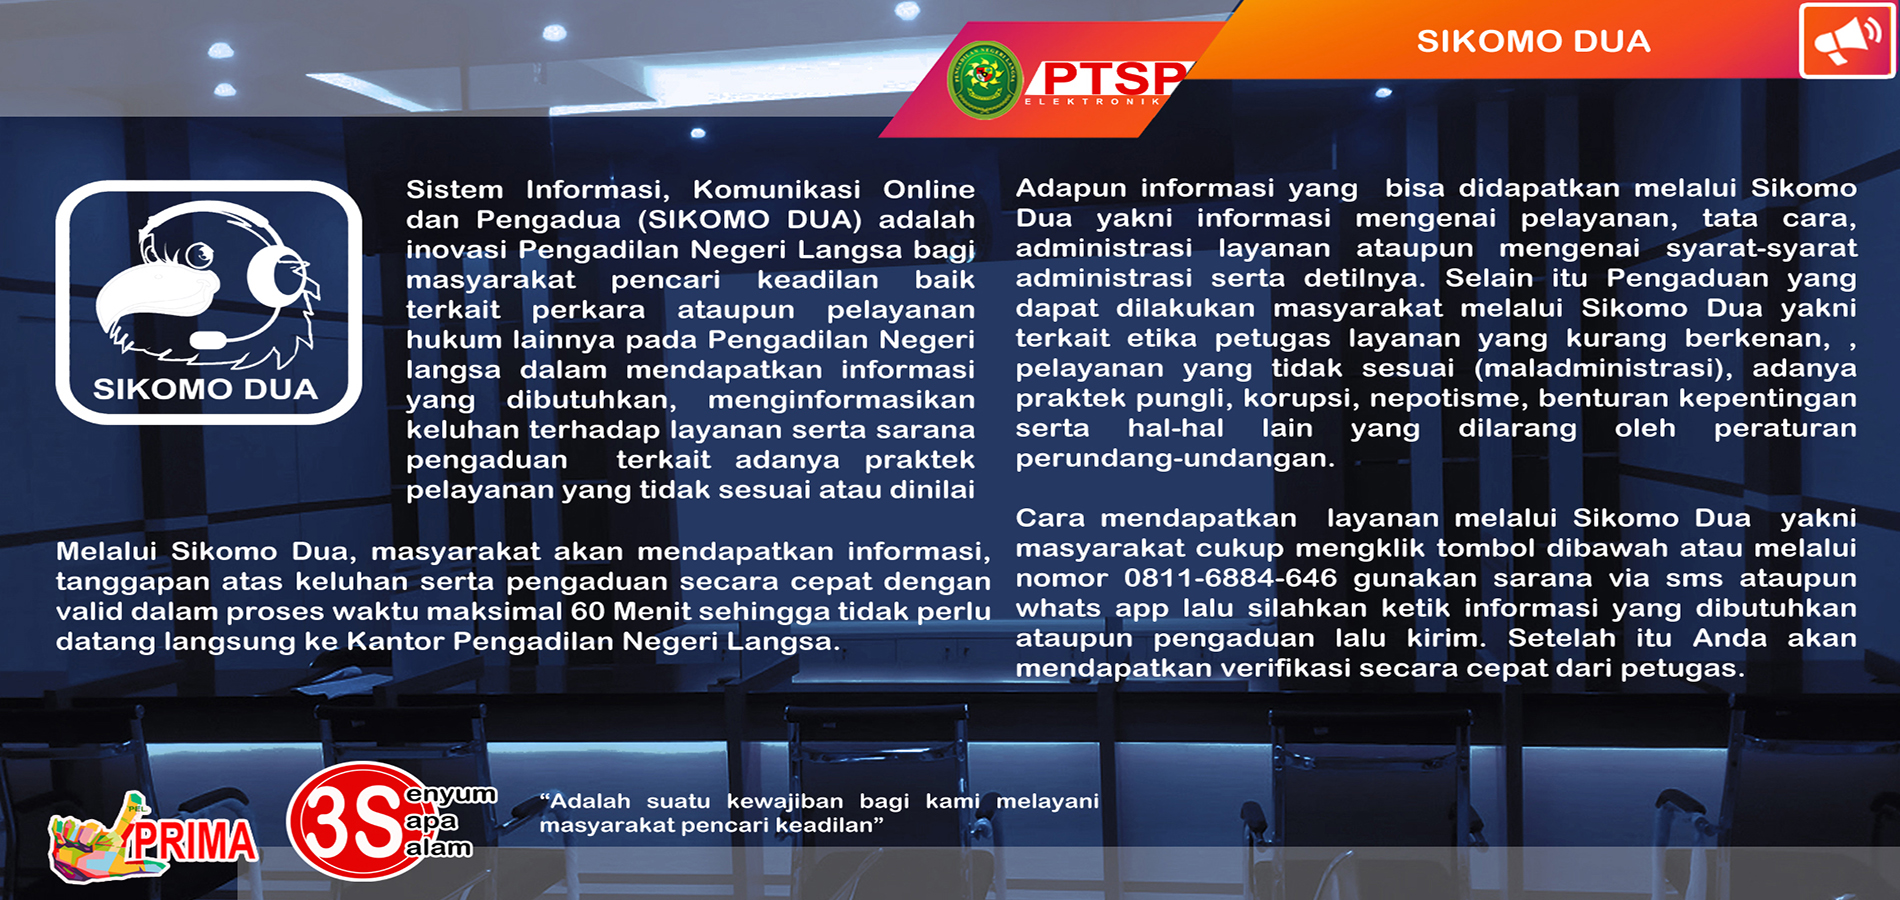 SIKOMO DUA
PENGADILAN NEGERI LANGSA
PTSP
ELEKTRONIK
SIKOMO DUA
Sistem Informasi, Komunikasi Online
dan Pengadua (SIKOMO DUA) adalah
inovasi Pengadilan Negeri Langsa bagi
masyarakat pencari keadilan baik
terkait perkara ataupun pelayanan
hukum lainnya pada Pengadilan Negeri
langsa dalam mendapatkan informasi
yang dibutuhkan, menginformasikan
keluhan terhadap layanan serta sarana
pengaduan terkait adanya praktek
pelayanan yang tidak sesuai atau dinilai
Melalui Sikomo Dua, masyarakat akan mendapatkan informasi,
tanggapan atas keluhan serta pengaduan secara cepat dengan
valid dalam proses waktu maksimal 60 Menit sehingga tidak perlu
datang langsung ke Kantor Pengadilan Negeri Langsa.
Adapun informasi yang bisa didapatkan melalui Sikomo
Dua yakni informasi mengenai pelayanan, tata cara,
administrasi layanan ataupun mengenai syarat-syarat
administrasi serta detilnya. Selain itu Pengaduan yang
dapat dilakukan masyarakat melalui Sikomo Dua yakni
terkait etika petugas layanan yang kurang berkenan, ,
pelayanan yang tidak sesuai (maladministrasi), adanya
praktek pungli, korupsi, nepotisme, benturan kepentingan
serta hal-hal lain yang dilarang oleh peraturan
perundang-undangan.
Cara mendapatkan layanan melalui Sikomo Dua yakni
masyarakat cukup mengklik tombol dibawah atau melalui
nomor 0811-6884-646 gunakan sarana via sms ataupun
whats app lalu silahkan ketik informasi yang dibutuhkan
ataupun pengaduan lalu kirim. Setelah itu Anda akan
mendapatkan verifikasi secara cepat dari petugas.
PEL
PRIMA
3S
enyum
apa
alam
“Adalah suatu kewajiban bagi kami melayani
masyarakat pencari keadilan”